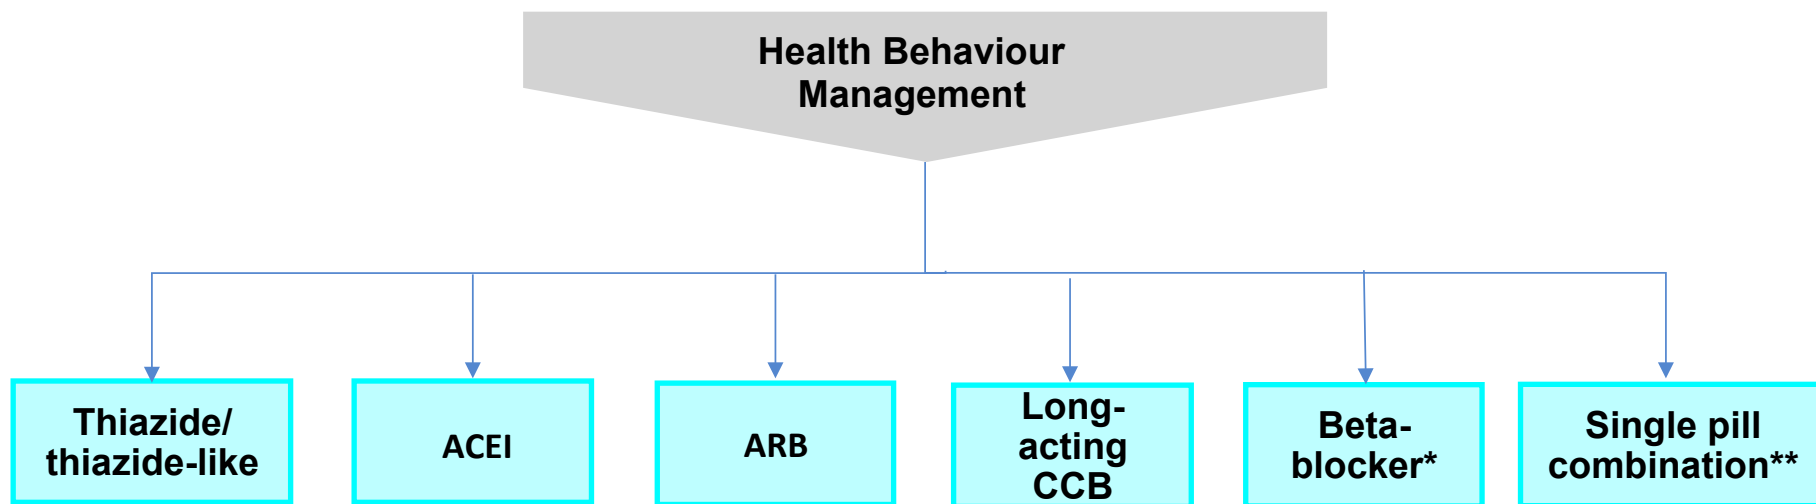 Health Behaviour
Management
Thiazide/
thiazide-like
ACEI
ARB
Long-
acting
CCB
Beta-
blocker*
Single pill
combination**